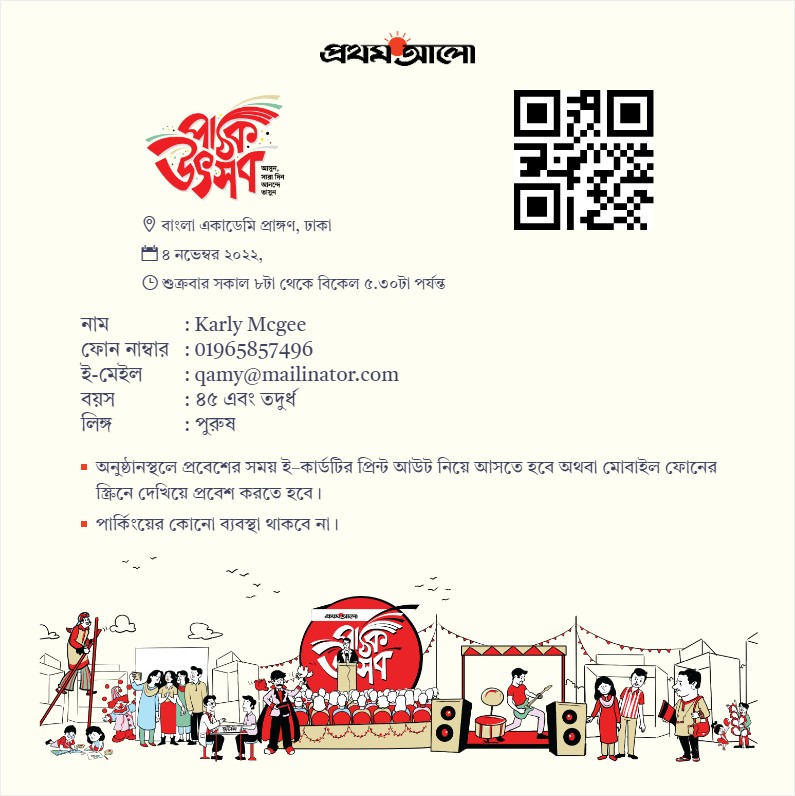 প্রথম আলো
পাঠক
উৎসব
আসুন,
সারা দিন
আনন্দে
ভাসুন
বাংলা একাডেমি প্রাঙ্গণ, ঢাকা
৪ নভেম্বর ২০২২,
শুক্রবার সকাল ৮টা থেকে বিকেল ৫.৩০টা পর্যন্ত
নাম : Karly Mcgee
ফোন নাম্বার : 01965857496
ই-মেইল : qamy@mailinator.com
বয়স : ৪৫ এবং তদুর্ধ
লিঙ্গ : পুরুষ
অনুষ্ঠানস্থলে প্রবেশের সময় ই–কার্ডটির প্রিন্ট আউট নিয়ে আসতে হবে অথবা মোবাইল ফোনের
স্ক্রিনে দেখিয়ে প্রবেশ করতে হবে।
পার্কিংয়ের কোনো ব্যবস্থা থাকবে না।
প্রথম আলো
পাঠক
উৎসব